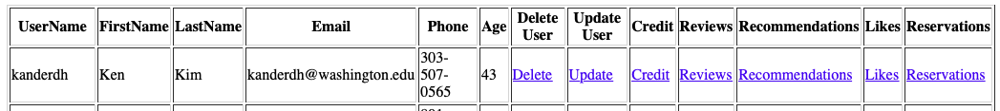 UserName FirstName LastName Email Phone Age Delete User Update User Credit Reviews Recommendations Likes Reservations
kanderdh Ken Kim kanderdh@washington.edu 303-507-0565 43 Delete Update Credit Reviews Recommendations Likes Reservations